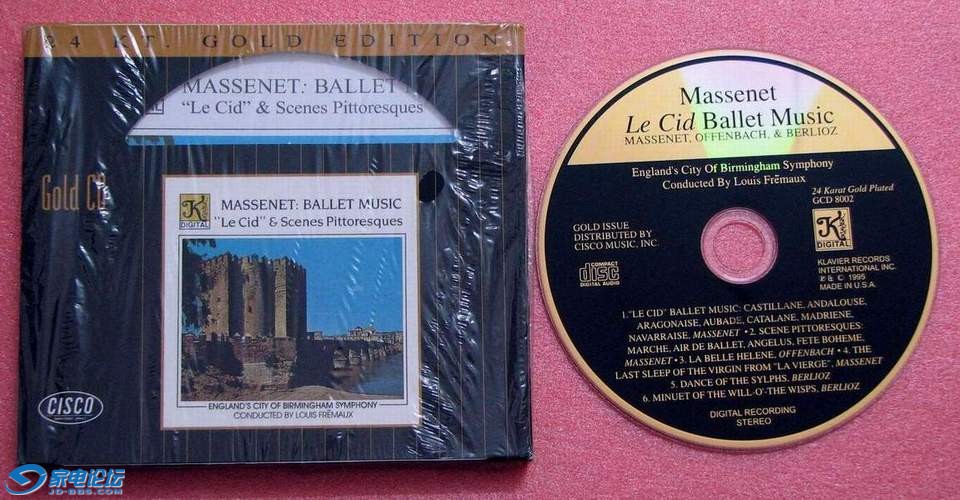 24 KT. GOLD EDITION
MASSENET: BALLET
"Le Cid" & Scenes Pittoresques
Gold CD
K
DIGITAL
MASSENET: BALLET MUSIC
"Le Cid" & Scenes Pittoresques
ENGLAND'S CITY OF BIRMINGHAM SYMPHONY
CONDUCTED BY LOUIS FRĒMAUX
CISCO
家电论坛
JD-BBS.COM
Massenet
Le Cid Ballet Music
MASSENET, OFFENBACH, & BERLIOZ
England's City Of Birmingham Symphony
Conducted By Louis Frēmaux
24 Karat Gold Plated
GCD 8002
GOLD ISSUE
DISTRIBUTED BY
CISCO MUSIC, INC.
K
DIGITAL
COMPACT
disc
DIGITAL AUDIO
KLAVIER RECORDS
INTERNATIONAL INC.
℗ & © 1995
MADE IN U.S.A.
1."LE CID" BALLET MUSIC: CASTILLANE, ANDALOUSE,
ARAGONAISE, AUBADE, CATALANE, MADRIENE,
NAVARRAISE, MASSENET • 2. SCENE PITTORESQUES:
MARCHE, AIR DE BALLET, ANGELUS, FETE BOHEME,
MASSENET • 3. LA BELLE HELENE, OFFENBACH • 4. THE
LAST SLEEP OF THE VIRGIN FROM "LA VIERGE", MASSENET
5. DANCE OF THE SYLPHS, BERLIOZ
6. MINUET OF THE WILL-O'-THE WISPS, BERLIOZ
DIGITAL RECORDING
STEREO